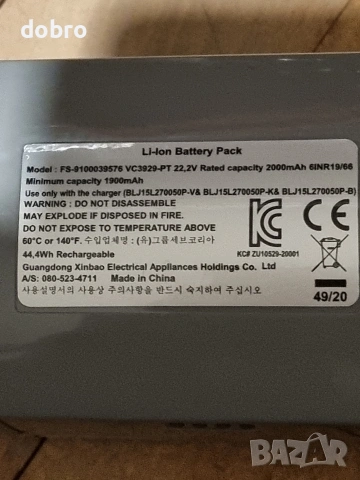 dobro
Li-Ion Battery Pack
Model : FS-9100039576 VC3929-PT 22,2V Rated capacity 2000mAh 6INR19/66
Minimum capacity 1900mAh
Use only with the charger (BLJ15L270050P-V& BLJ15L270050P-K& BLJ15L270050P-B)
WARNING : DO NOT DISASSEMBLE
MAY EXPLODE IF DISPOSED OF IN FIRE
DO NOT EXPOSE TO TEMPERATURE ABOVE
60°C or 140°F. 수입업체명 : (유)그룹세브코리아
44,4Wh Rechargeable
KC# ZU10529-20001
Guangdong Xinbao Electrical Appliances Holdings Co. Ltd.
A/S: 080-523-4711 Made in China
사용설명서의 사용상 주의사항을 반드시 숙지하여 주십시오
49/20
BAZAR